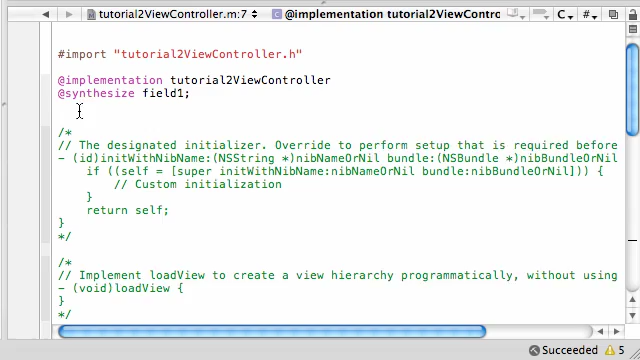 tutorial2ViewController.m:7 @implementation tutorial2ViewContro
C #
#import "tutorial2ViewController.h"
@implementation tutorial2ViewController
@synthesize field1;
/*
// The designated initializer. Override to perform setup that is required before
- (id)initWithNibName:(NSString *)nibNameOrNil bundle:(NSBundle *)nibBundleOrNil
if ((self = [super initWithNibName:nibNameOrNil bundle:nibBundleOrNil])) {
// Custom initialization
}
return self;
}
*/
/*
// Implement loadView to create a view hierarchy programmatically, without using
- (void)loadView {
}
*/
Succeeded 5